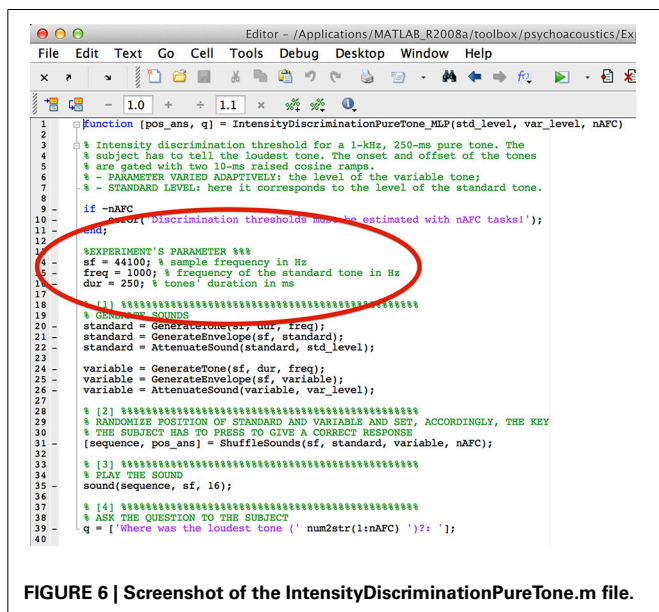 Editor – /Applications/MATLAB_R2008a/toolbox/psychoacoustics/Exp
File Edit Text Go Cell Tools Debug Desktop Window Help
− 1.0 + ÷ 1.1 ×
1 function [pos_ans, q] = IntensityDiscriminationPureTone_MLP(std_level, var_level, nAFC)
2
3 % Intensity discrimination threshold for a 1-kHz, 250-ms pure tone. The
4 % subject has to tell the loudest tone. The onset and offset of the tones
5 % are gated with two 10-ms raised cosine ramps.
6 % - PARAMETER VARIED ADAPTIVELY: the level of the variable tone;
7 % - STANDARD LEVEL: here it corresponds to the level of the standard tone.
8
9 – if ~nAFC
10 – error('Discrimination thresholds must be estimated with nAFC tasks!');
11 – end;
12
13 %EXPERIMENT'S PARAMETER %%%
14 – sf = 44100; % sample frequency in Hz
15 – freq = 1000; % frequency of the standard tone in Hz
16 – dur = 250; % tones' duration in ms
17
18 % [1] %%%%%%%%%%%%%%%%%%%%%%%%%%%%%%%%%%%%%%%%%%%
19 % GENERATE SOUNDS
20 – standard = GenerateTone(sf, dur, freq);
21 – standard = GenerateEnvelope(sf, standard);
22 – standard = AttenuateSound(standard, std_level);
23
24 – variable = GenerateTone(sf, dur, freq);
25 – variable = GenerateEnvelope(sf, variable);
26 – variable = AttenuateSound(variable, var_level);
27
28 % [2] %%%%%%%%%%%%%%%%%%%%%%%%%%%%%%%%%%%%%%%%%%%
29 % RANDOMIZE POSITION OF STANDARD AND VARIABLE AND SET, ACCORDINGLY, THE KEY
30 % THE SUBJECT HAS TO PRESS TO GIVE A CORRECT RESPONSE
31 – [sequence, pos_ans] = ShuffleSounds(sf, standard, variable, nAFC);
32
33 % [3] %%%%%%%%%%%%%%%%%%%%%%%%%%%%%%%%%%%%%%%%%%%
34 % PLAY THE SOUND
35 – sound(sequence, sf, 16);
36
37 % [4] %%%%%%%%%%%%%%%%%%%%%%%%%%%%%%%%%%%%%%%%%%%
38 % ASK THE QUESTION TO THE SUBJECT
39 – q = ['Where was the loudest tone (' num2str(1:nAFC) ')?: '];
40
FIGURE 6 | Screenshot of the IntensityDiscriminationPureTone.m file.